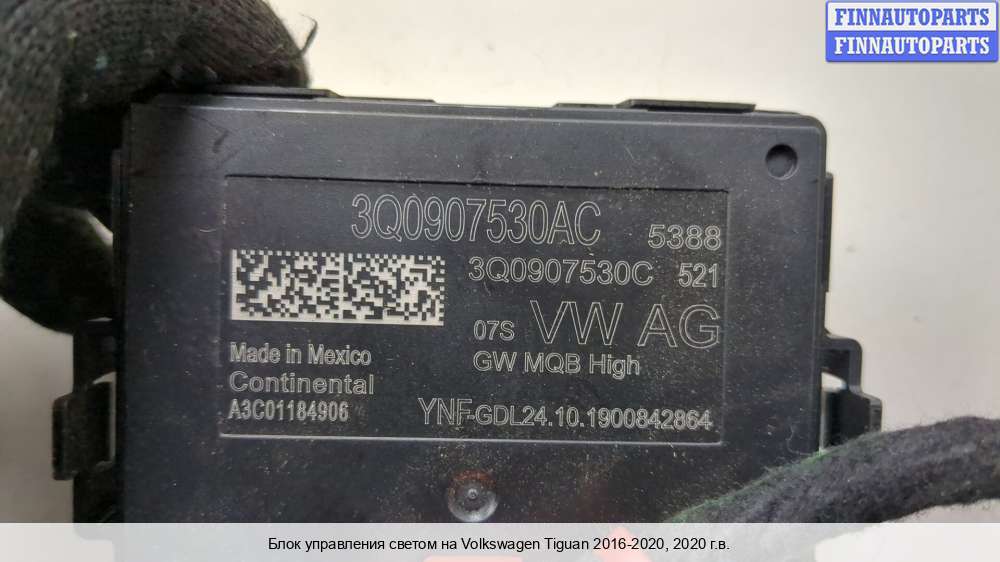 FINNAUTOPARTS
FINNAUTOPARTS
3Q0907530AC 5388
3Q0907530C 521
07S VW AG
Made in Mexico GW MQB High
Continental
A3C01184906 YNF-GDL24.10.1900842864
Блок управления светом на Volkswagen Tiguan 2016-2020, 2020 г.в.